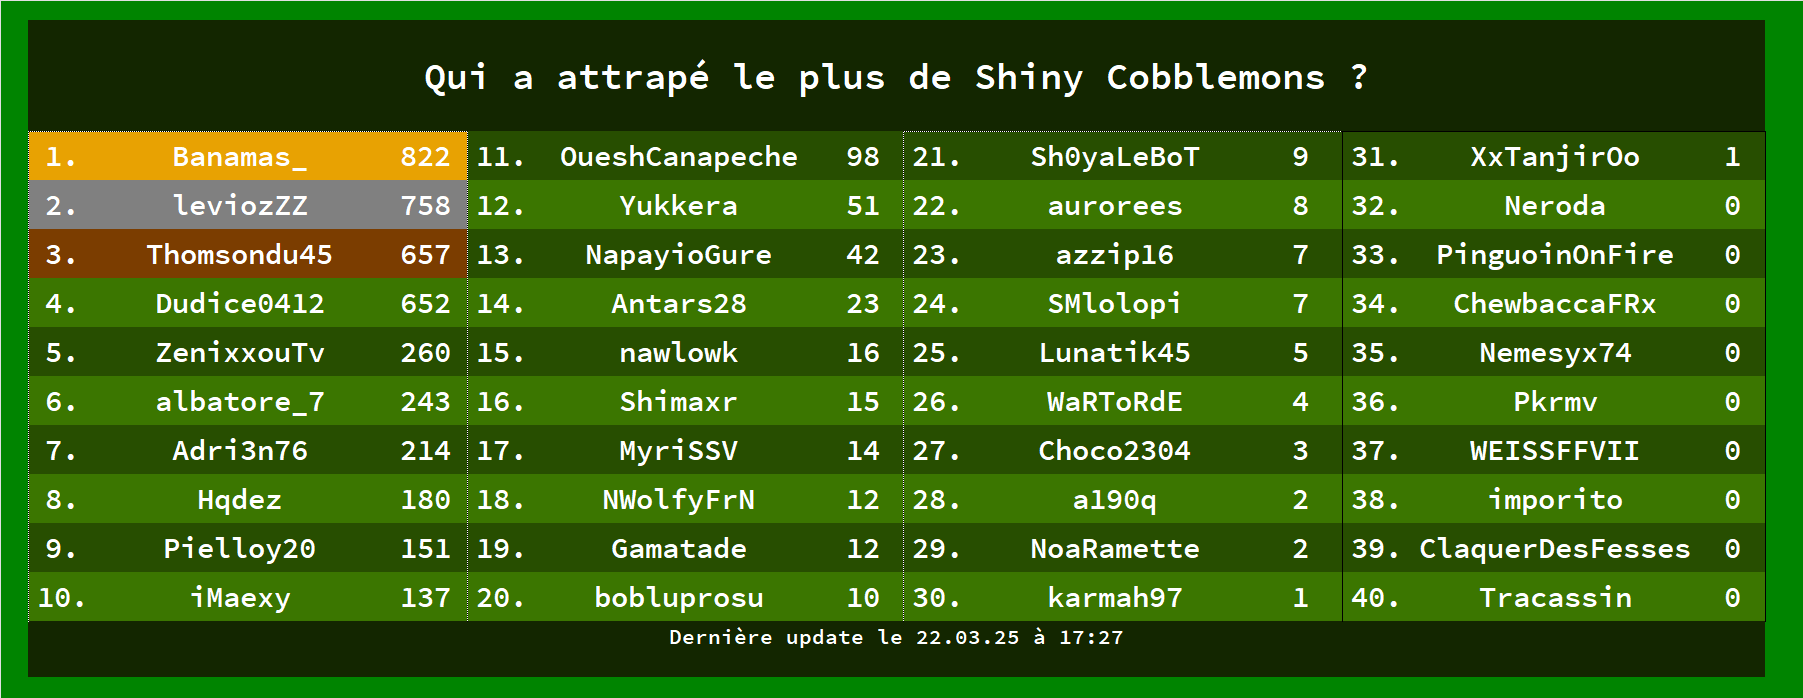 Qui a attrapé le plus de Shiny Cobblemons ?
1. Banamas_ 822
2. leviozZZ 758
3. Thomsondu45 657
4. Dudice0412 652
5. ZenixxouTv 260
6. albatore_7 243
7. Adri3n76 214
8. Hqdez 180
9. Pielloy20 151
10. iMaexy 137
11. OueshCanapeche 98
12. Yukkera 51
13. NapayioGure 42
14. Antars28 23
15. nawlowk 16
16. Shimaxr 15
17. MyriSSV 14
18. NWolfyFrN 12
19. Gamatade 12
20. bobluprosu 10
21. Sh0yaLeBoT 9
22. aurorees 8
23. azzip16 7
24. SMlolopi 7
25. Lunatik45 5
26. WaRToRdE 4
27. Choco2304 3
28. a190q 2
29. NoaRamette 2
30. karmah97 1
31. XxTanjirOo 1
32. Neroda 0
33. PinguoinOnFire 0
34. ChewbaccaFRx 0
35. Nemesyx74 0
36. Pkrmv 0
37. WEISSFFVII 0
38. imporito 0
39. ClaquerDesFesses 0
40. Tracassin 0
Dernière update le 22.03.25 à 17:27